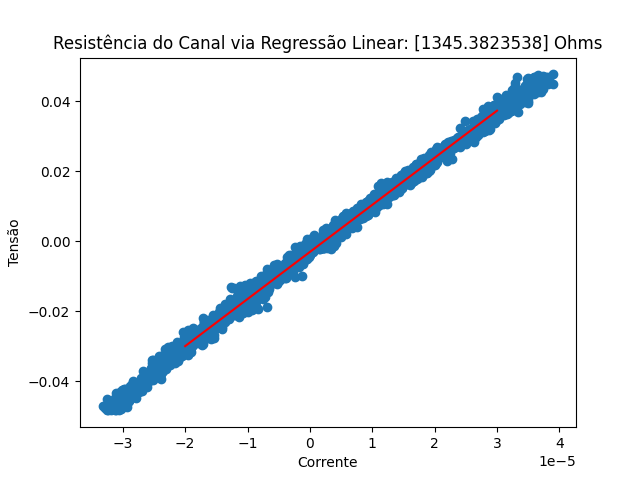 Resistência do Canal via Regressão Linear: [1345.3823538] Ohms
Tensão
0.04
0.02
0.00
−0.02
−0.04
−3 −2 −1 0 1 2 3 4
1e−5
Corrente